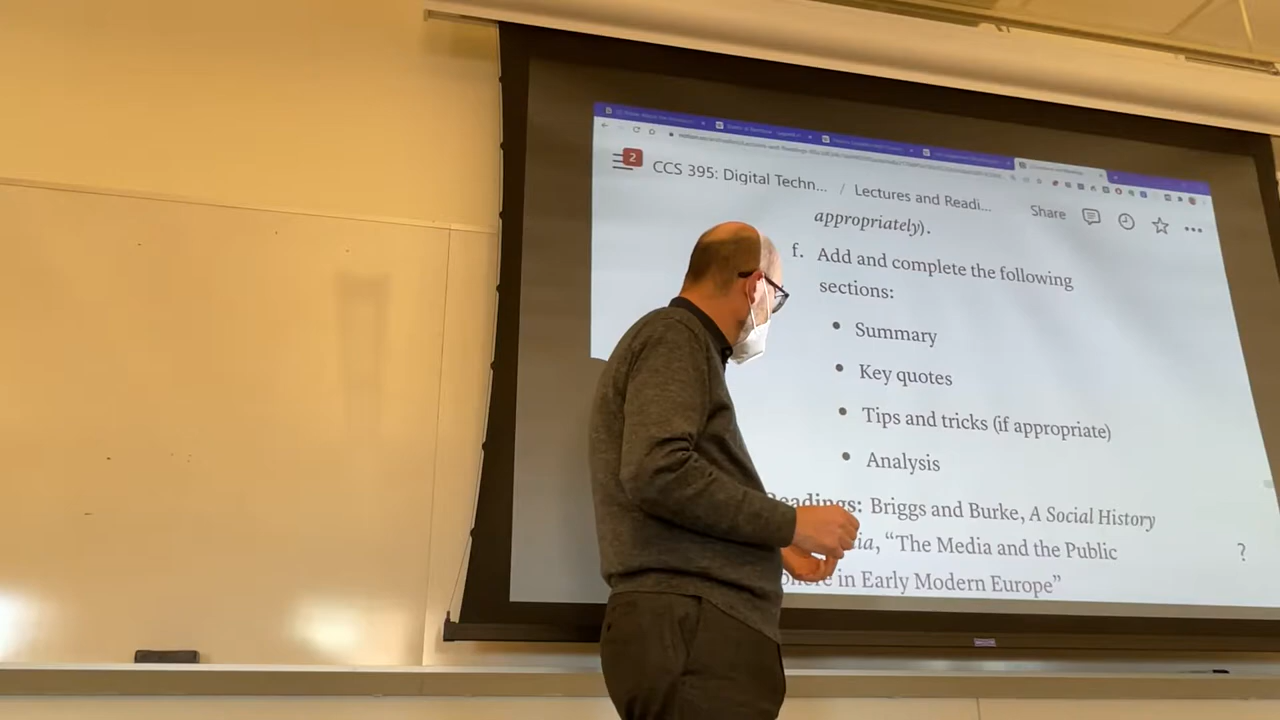 2
CCS 395: Digital Techn... / Lectures and Readi...
Share
appropriately).
f. Add and complete the following
sections:
• Summary
• Key quotes
• Tips and tricks (if appropriate)
• Analysis
Readings: Briggs and Burke, A Social History
“The Media and the Public
in Early Modern Europe”
?